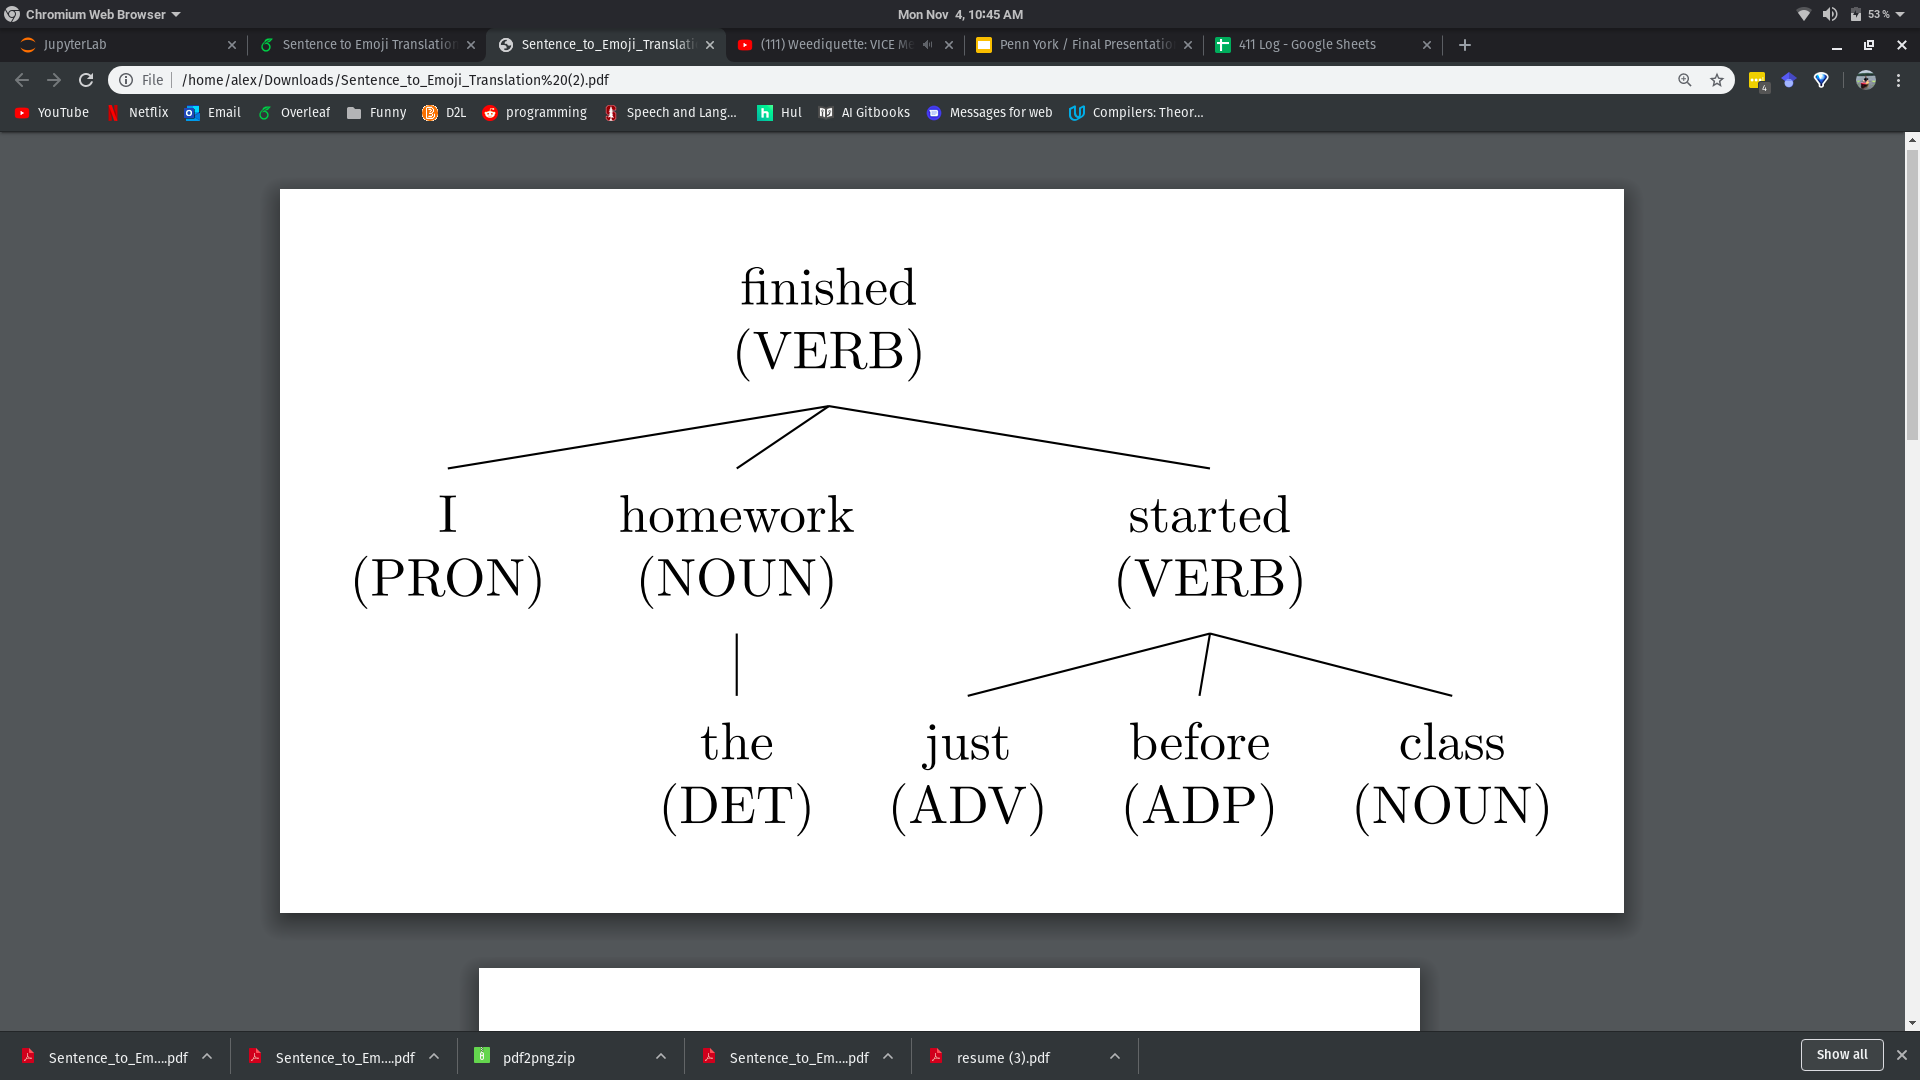 Chromium Web Browser
Mon Nov 4, 10:45 AM
53 %
JupyterLab
Sentence to Emoji Translation
Sentence_to_Emoji_Translati
(111) Weediquette: VICE Me
Penn York / Final Presentatio
411 Log - Google Sheets
File
/home/alex/Downloads/Sentence_to_Emoji_Translation%20(2).pdf
4
YouTube
Netflix
Email
Overleaf
Funny
D2L
programming
Speech and Lang...
Hul
AI Gitbooks
Messages for web
Compilers: Theor...
finished
(VERB)
I
(PRON)
homework
(NOUN)
started
(VERB)
the
(DET)
just
(ADV)
before
(ADP)
class
(NOUN)
Sentence_to_Em....pdf
Sentence_to_Em....pdf
pdf2png.zip
Sentence_to_Em....pdf
resume (3).pdf
Show all